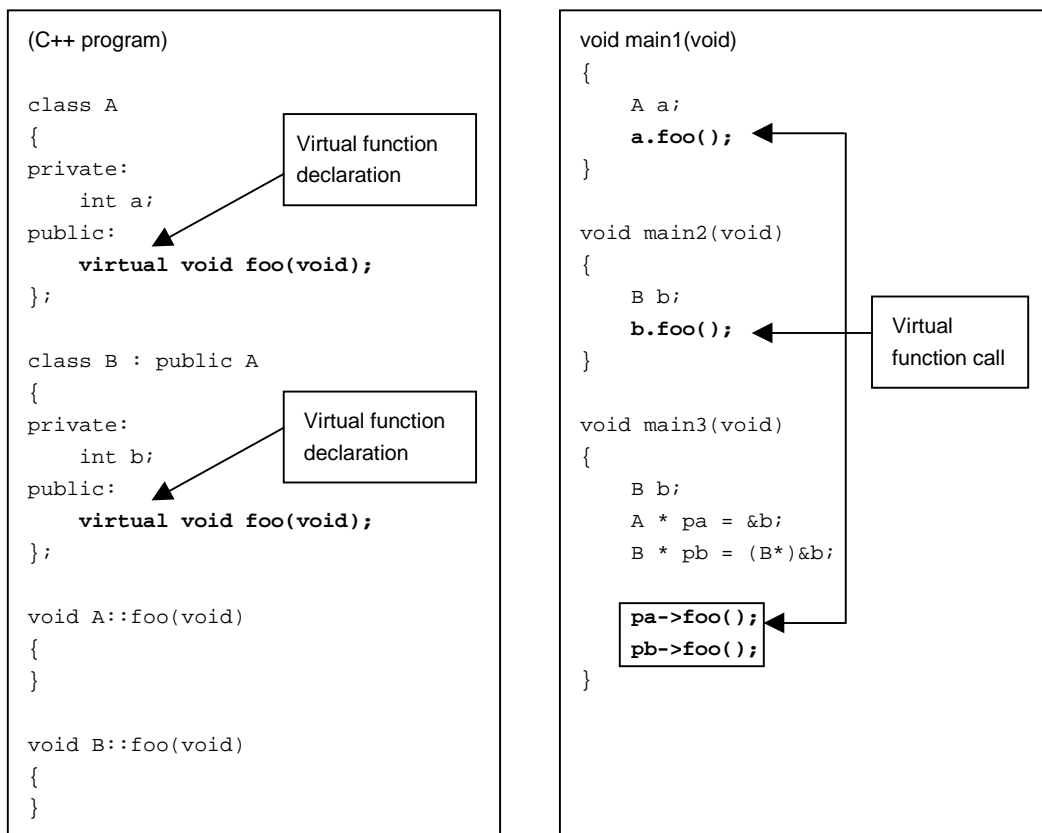 (C++ program)
class A
{
private:
    int a;
public:
    virtual void foo(void);
};
class B : public A
{
private:
    int b;
public:
    virtual void foo(void);
};
void A::foo(void)
{
}
void B::foo(void)
{
}
Virtual function
declaration
Virtual function
declaration
void main1(void)
{
    A a;
    a.foo();
}
void main2(void)
{
    B b;
    b.foo();
}
void main3(void)
{
    B b;
    A * pa = &b;
    B * pb = (B*)&b;
    pa->foo();
    pb->foo();
}
Virtual
function call